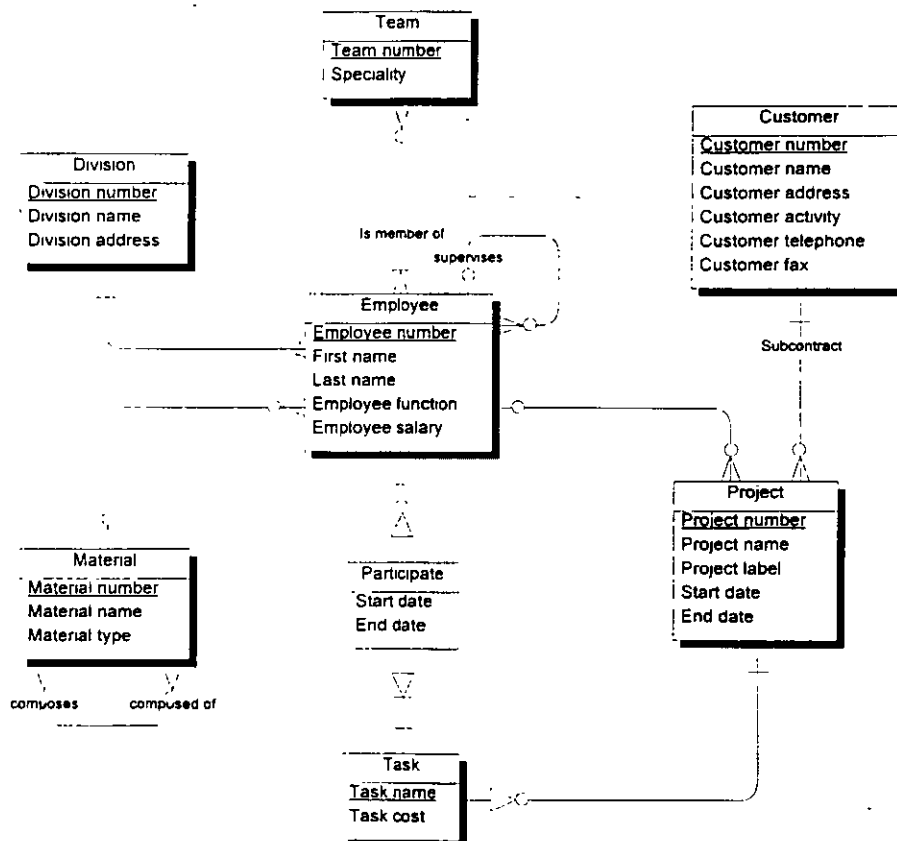 Team
Team number
Speciality
Customer
Customer number
Customer name
Customer address
Customer activity
Customer telephone
Customer fax
Division
Division number
Division name
Division address
Is member of
supervises
Employee
Employee number
First name
Last name
Employee function
Employee salary
Subcontract
Project
Project number
Project name
Project label
Start date
End date
Material
Material number
Material name
Material type
composes
composed of
Participate
Start date
End date
Task
Task name
Task cost